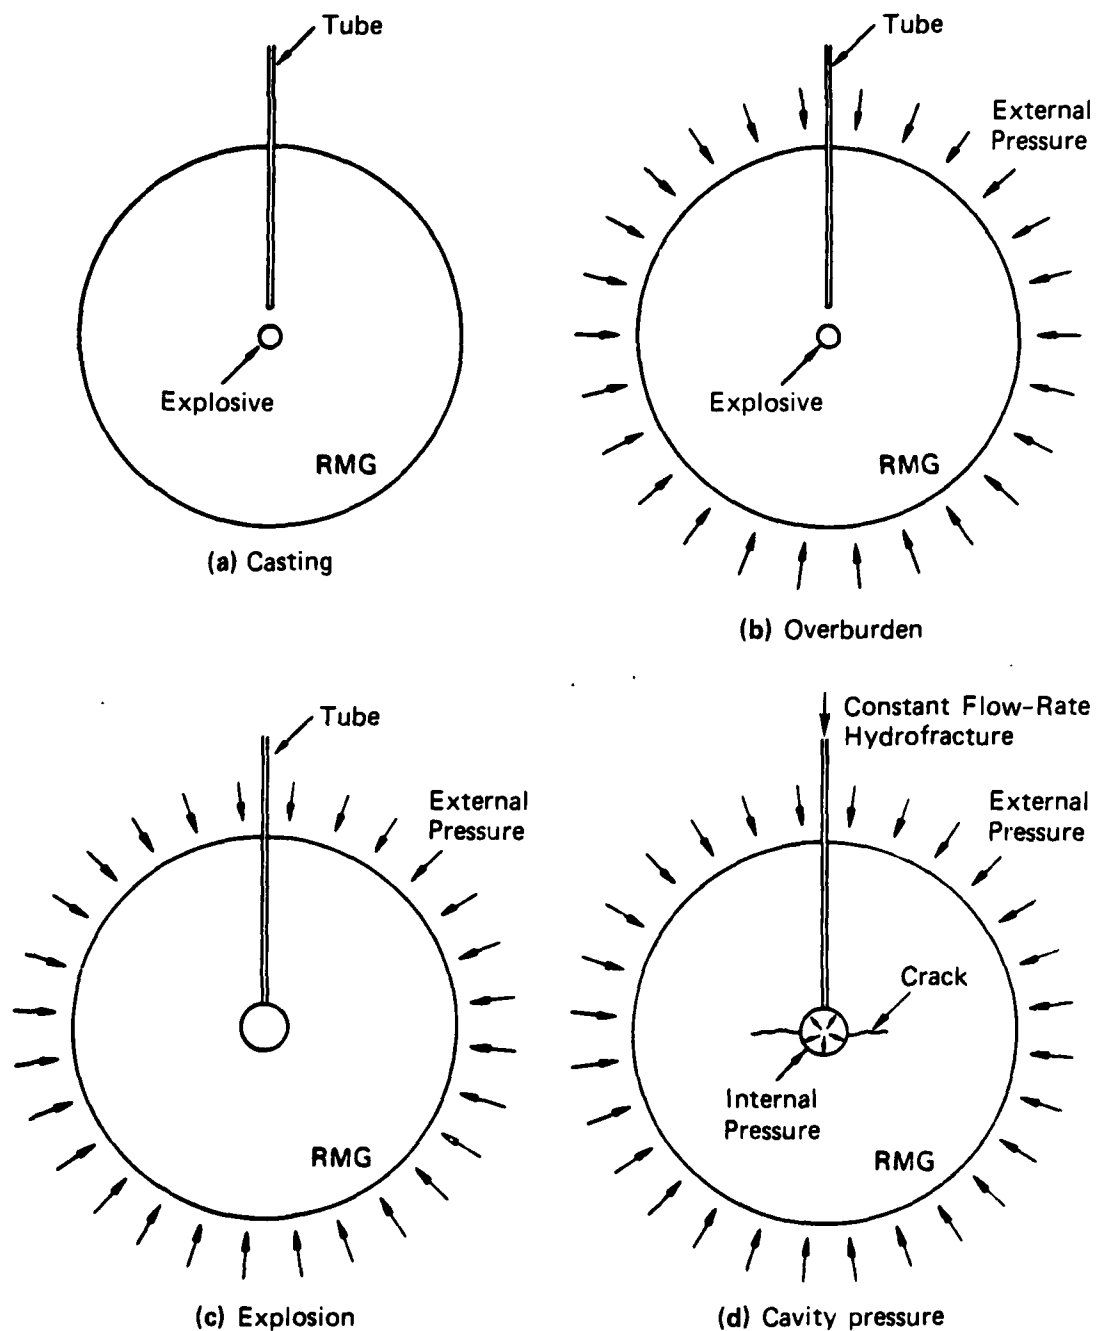 Tube
Explosive
RMG
(a) Casting
Tube
External
Pressure
Explosive
RMG
(b) Overburden
Tube
External
Pressure
RMG
(c) Explosion
Constant Flow-Rate
Hydrofracture
External
Pressure
Crack
Internal
Pressure
RMG
(d) Cavity pressure